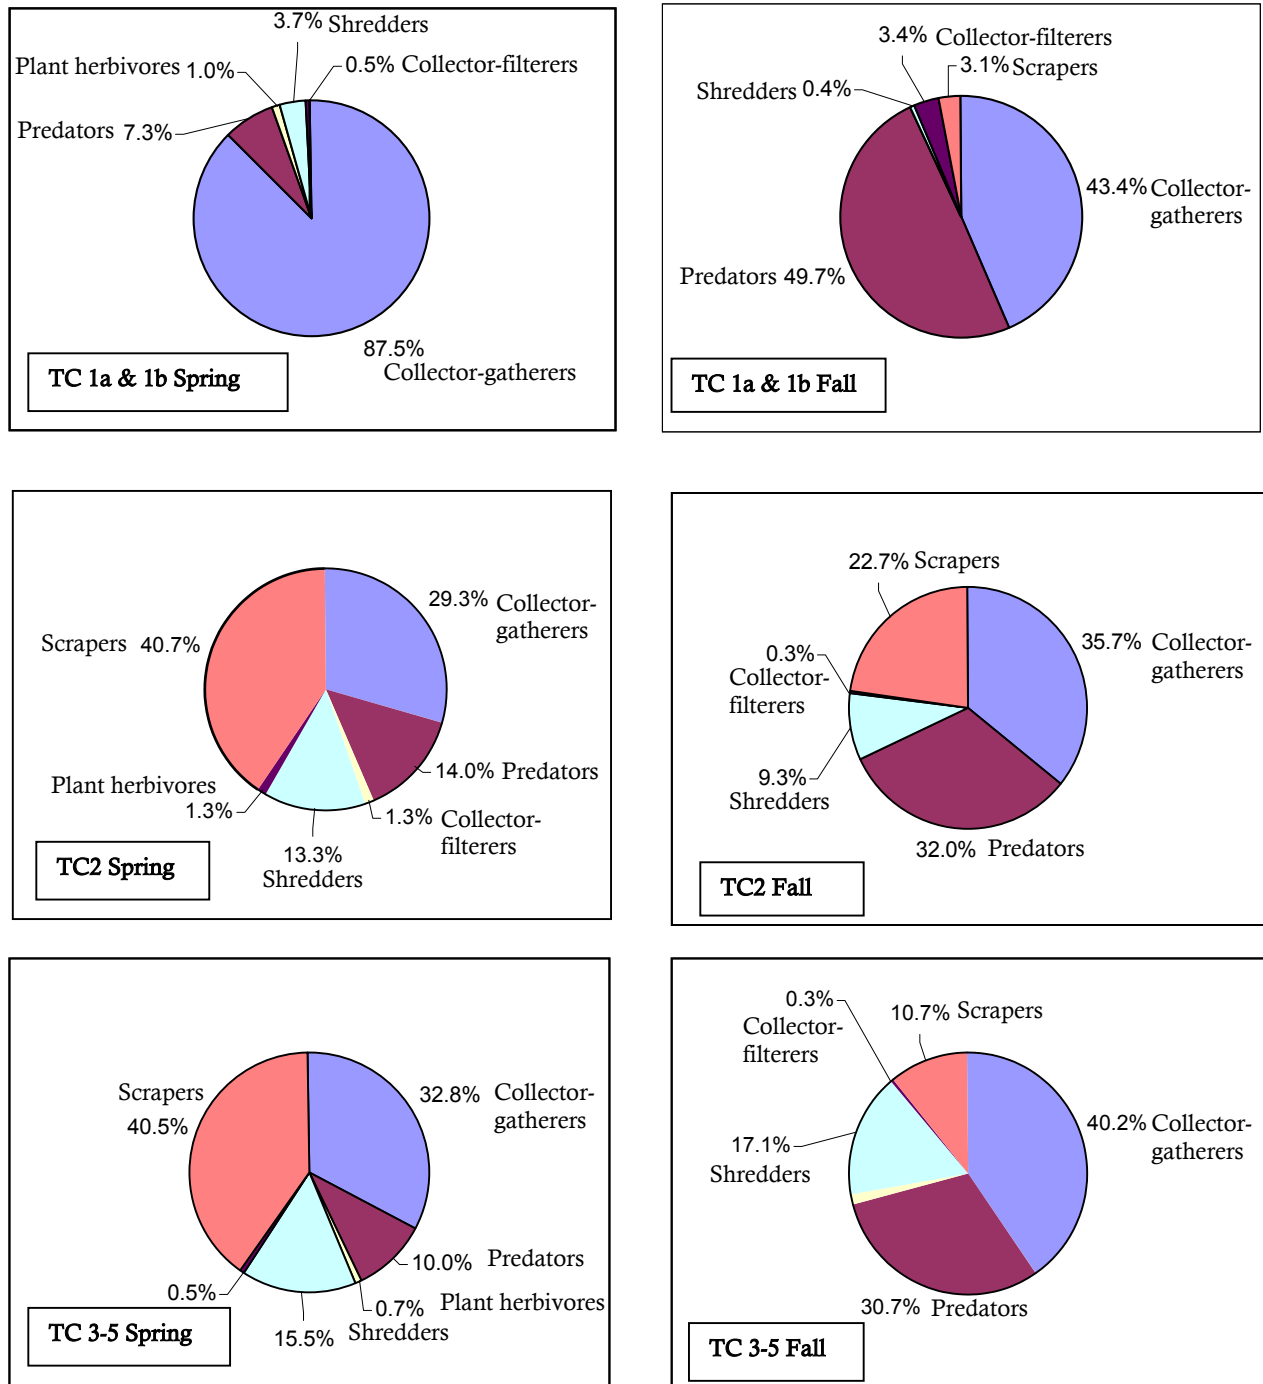 3.7% Shredders
Plant herbivores 1.0%
0.5% Collector-filterers
Predators 7.3%
87.5%
Collector-gatherers
TC 1a & 1b Spring
3.4% Collector-filterers
3.1% Scrapers
Shredders 0.4%
43.4% Collector-
gatherers
Predators 49.7%
TC 1a & 1b Fall
29.3% Collector-
gatherers
Scrapers 40.7%
14.0% Predators
Plant herbivores
1.3%
1.3% Collector-
filterers
13.3%
Shredders
TC2 Spring
22.7% Scrapers
35.7% Collector-
gatherers
0.3%
Collector-
filterers
9.3%
Shredders
32.0% Predators
TC2 Fall
Scrapers
40.5%
32.8% Collector-
gatherers
10.0% Predators
0.5%
0.7% Plant herbivores
15.5% Shredders
TC 3-5 Spring
0.3%
Collector-
filterers
10.7% Scrapers
40.2% Collector-
gatherers
17.1%
Shredders
30.7% Predators
TC 3-5 Fall